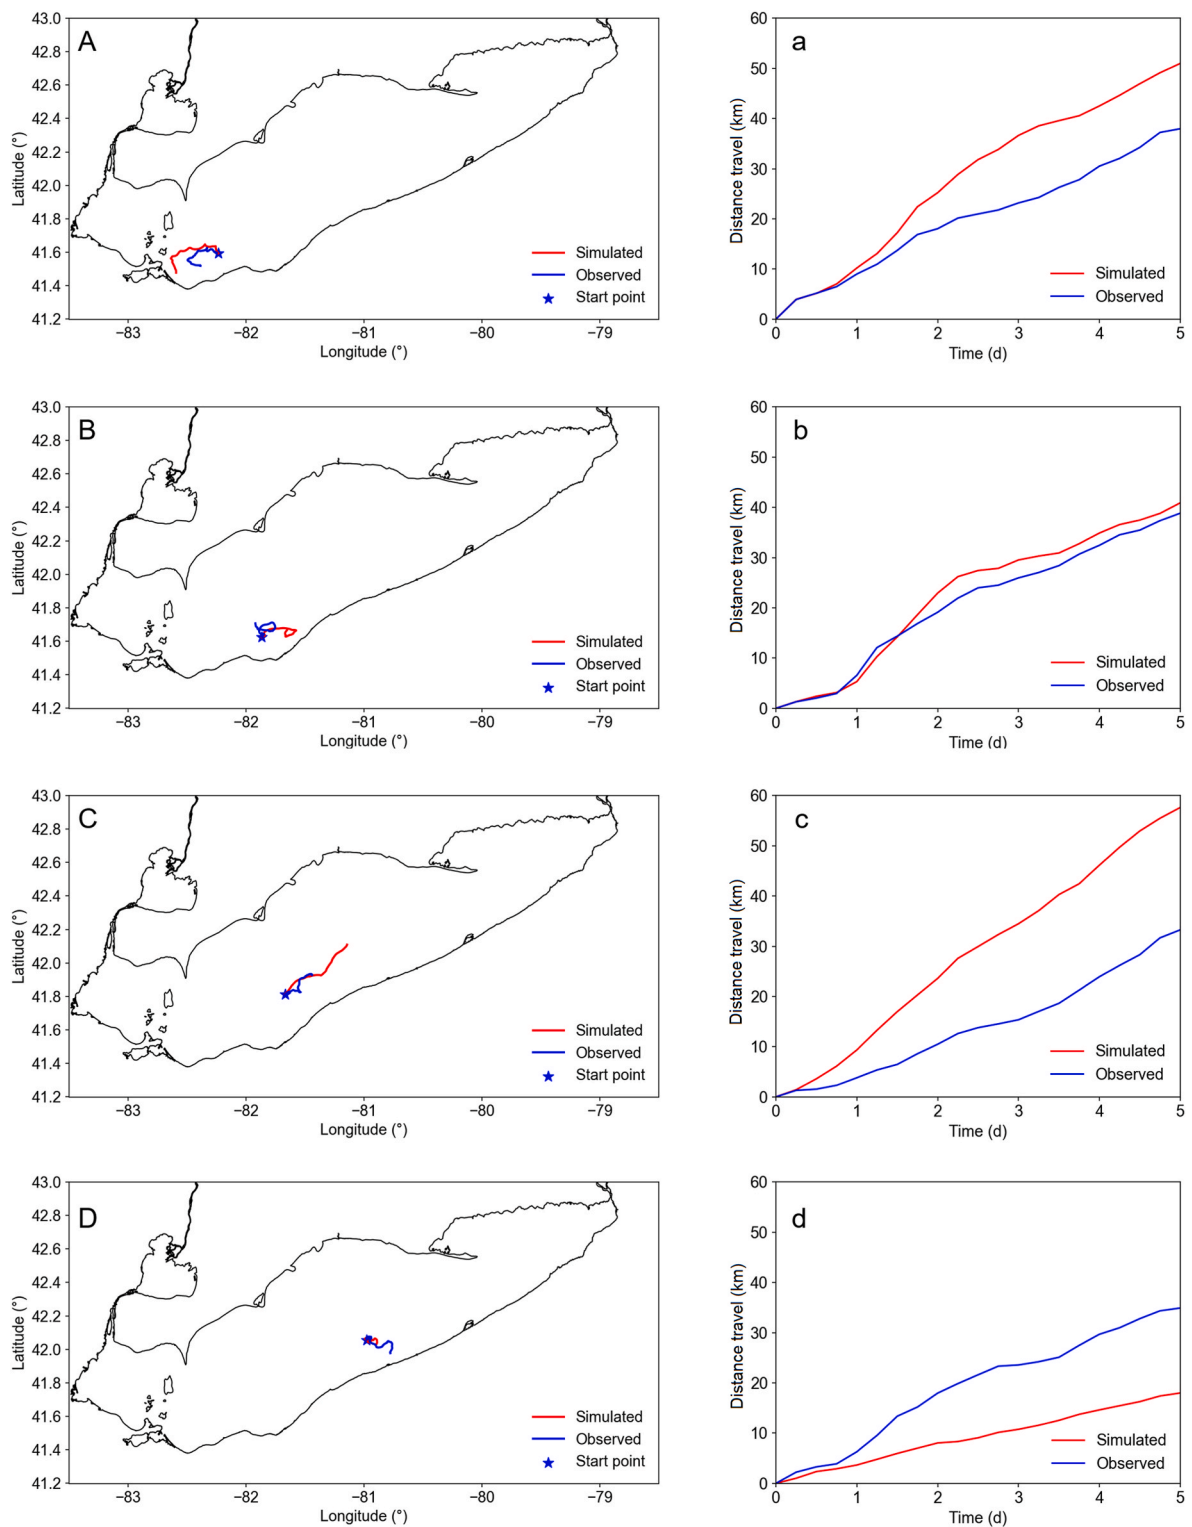 A
43.0
42.8
42.6
42.4
42.2
42.0
41.8
41.6
41.4
41.2
Latitude (°)
−83
−82
−81
−80
−79
Longitude (°)
Simulated
Observed
Start point
a
60
50
40
30
20
10
0
Distance travel (km)
0
1
2
3
4
5
Time (d)
Simulated
Observed
B
43.0
42.8
42.6
42.4
42.2
42.0
41.8
41.6
41.4
41.2
Latitude (°)
−83
−82
−81
−80
−79
Longitude (°)
Simulated
Observed
Start point
b
60
50
40
30
20
10
0
Distance travel (km)
0
1
2
3
4
5
Time (d)
Simulated
Observed
C
43.0
42.8
42.6
42.4
42.2
42.0
41.8
41.6
41.4
41.2
Latitude (°)
−83
−82
−81
−80
−79
Longitude (°)
Simulated
Observed
Start point
c
60
50
40
30
20
10
0
Distance travel (km)
0
1
2
3
4
5
Time (d)
Simulated
Observed
D
43.0
42.8
42.6
42.4
42.2
42.0
41.8
41.6
41.4
41.2
Latitude (°)
−83
−82
−81
−80
−79
Longitude (°)
Simulated
Observed
Start point
d
60
50
40
30
20
10
0
Distance travel (km)
0
1
2
3
4
5
Time (d)
Simulated
Observed